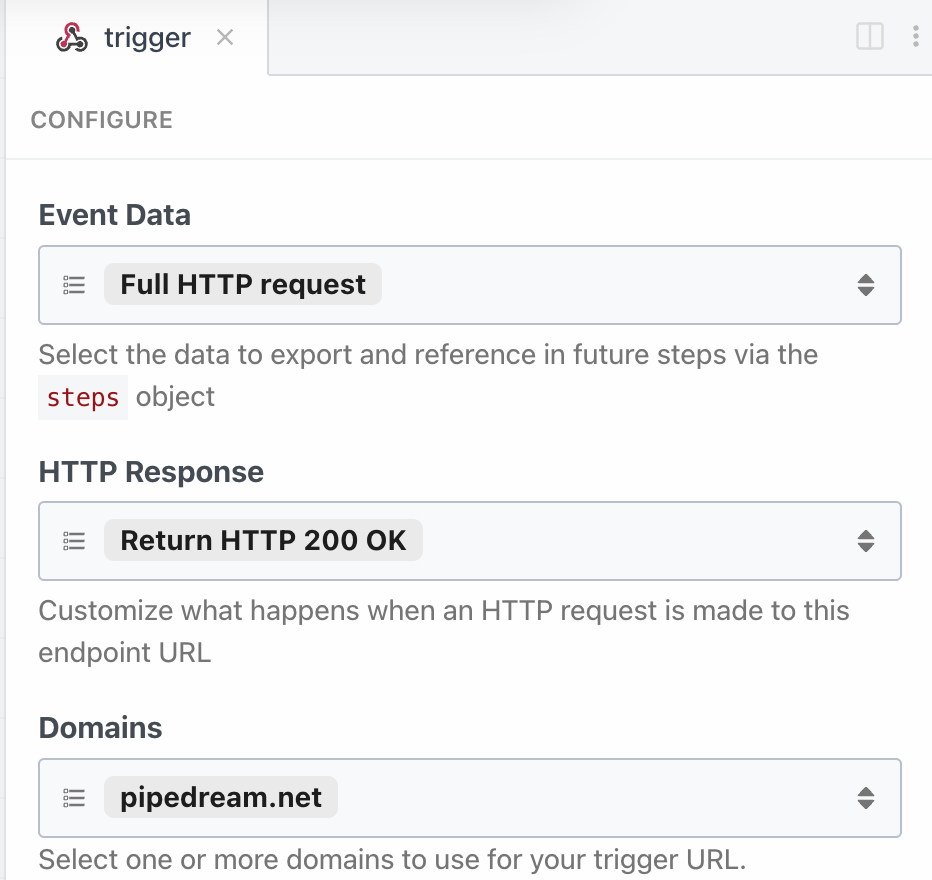 trigger
CONFIGURE
Event Data
Full HTTP request
Select the data to export and reference in future steps via the
steps object
HTTP Response
Return HTTP 200 OK
Customize what happens when an HTTP request is made to this
endpoint URL
Domains
pipedream.net
Select one or more domains to use for your trigger URL.